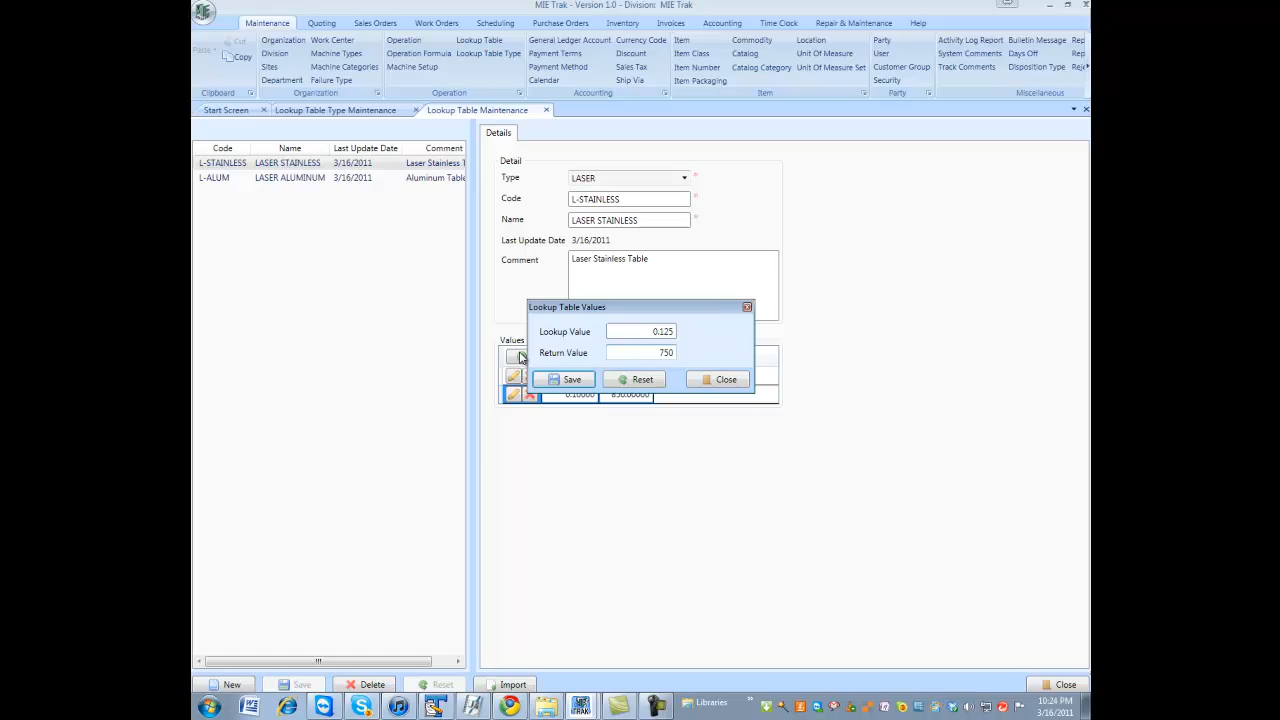 MIE Trak - Version 1.0 - Division: MIE Trak
Maintenance Quoting Sales Orders Work Orders Scheduling Purchase Orders Inventory Invoices Accounting Time Clock Repair & Maintenance Help
Cut Organization Work Center Operation Lookup Table General Ledger Account Currency Code Item Commodity Location Party Activity Log Report Bulletin Message Rep
Paste Copy Division Machine Types Operation Formula Lookup Table Type Payment Terms Discount Item Class Catalog Unit Of Measure User System Comments Days Off Rep
Sites Machine Categories Machine Setup Payment Method Sales Tax Item Number Catalog Category Unit Of Measure Set Customer Group Track Comments Disposition Type Reje
Department Failure Type Calendar Ship Via Item Packaging Security
Clipboard Organization Operation Accounting Item Party Miscellaneous
Start Screen Lookup Table Type Maintenance Lookup Table Maintenance
Details
Code Name Last Update Date Comment
L-STAINLESS LASER STAINLESS 3/16/2011 Laser Stainless T
L-ALUM LASER ALUMINUM 3/16/2011 Aluminum Table
Detail
Type LASER *
Code L-STAINLESS *
Name LASER STAINLESS *
Last Update Date 3/16/2011
Comment Laser Stainless Table
Lookup Table Values
Lookup Value 0.125
Values
Return Value 750
Save Reset Close
0.10000 850.00000
New Save Delete Reset Import Close
Libraries
10:24 PM
3/16/2011